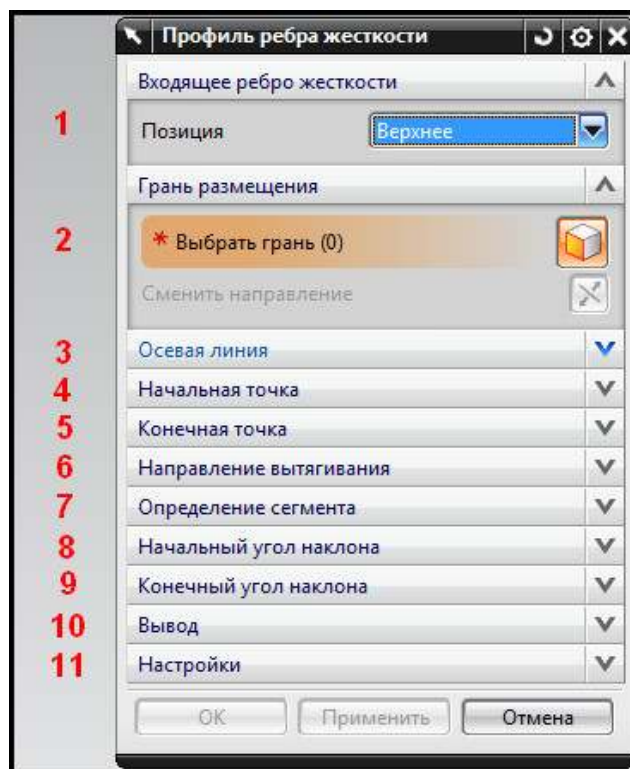 Профиль ребра жесткости
Входящее ребро жесткости
1 Позиция Верхнее
Грань размещения
2 * Выбрать грань (0)
Сменить направление
3 Осевая линия
4 Начальная точка
5 Конечная точка
6 Направление вытягивания
7 Определение сегмента
8 Начальный угол наклона
9 Конечный угол наклона
10 Вывод
11 Настройки
ОК Применить Отмена